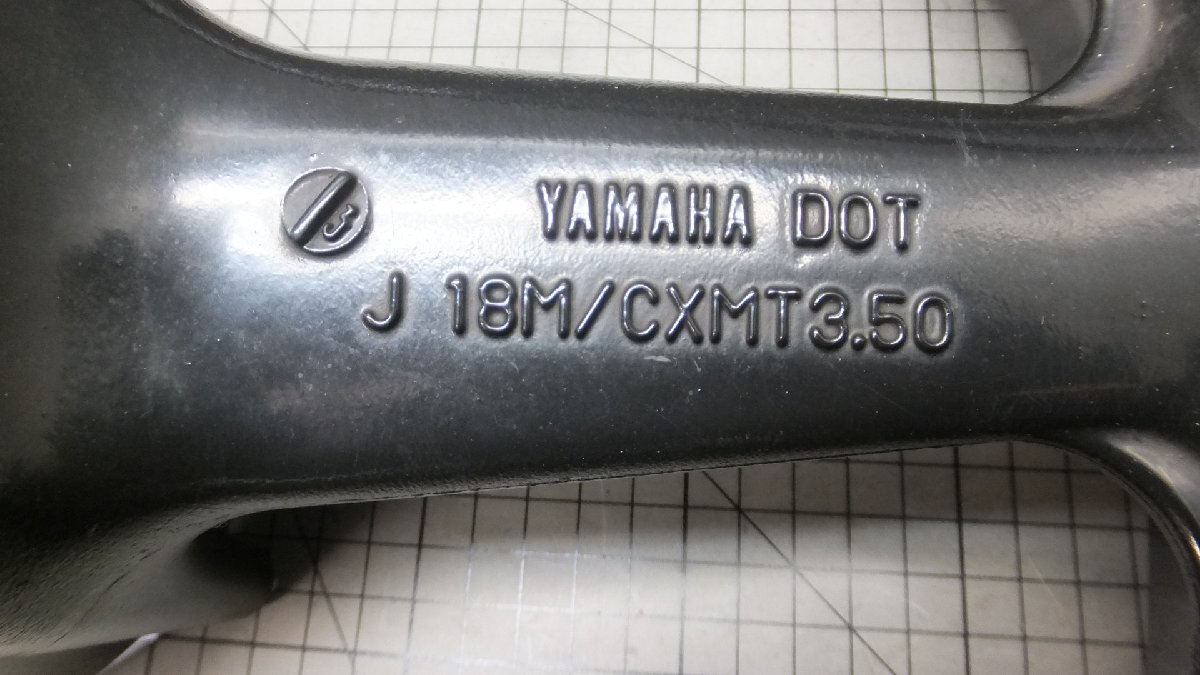 YAMAHA DOT
J 18M/CXMT3.50